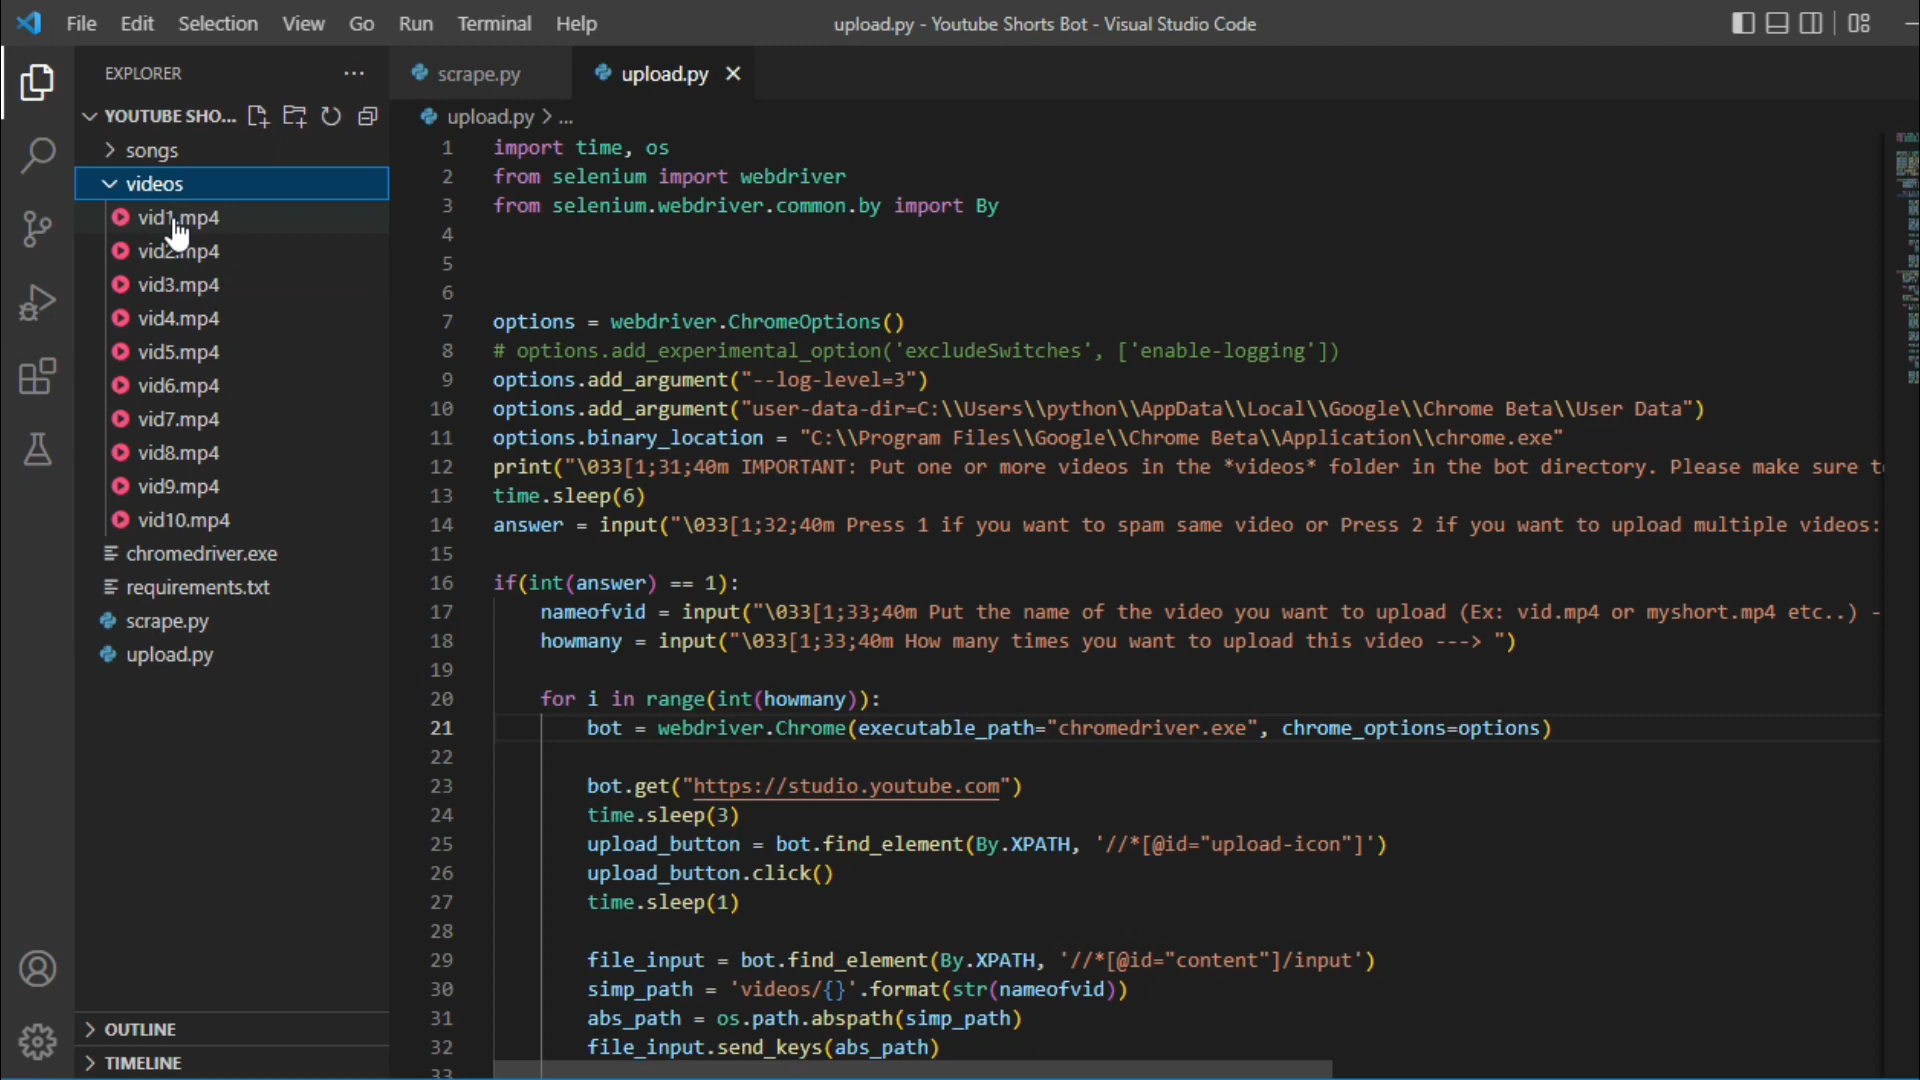 File Edit Selection View Go Run Terminal Help
upload.py - Youtube Shorts Bot - Visual Studio Code
EXPLORER
YOUTUBE SHO...
songs
videos
vid1.mp4
vid2.mp4
vid3.mp4
vid4.mp4
vid5.mp4
vid6.mp4
vid7.mp4
vid8.mp4
vid9.mp4
vid10.mp4
chromedriver.exe
requirements.txt
scrape.py
upload.py
OUTLINE
TIMELINE
scrape.py
upload.py
upload.py > ...
1 import time, os
2 from selenium import webdriver
3 from selenium.webdriver.common.by import By
4
5
6
7 options = webdriver.ChromeOptions()
8 # options.add_experimental_option('excludeSwitches', ['enable-logging'])
9 options.add_argument("--log-level=3")
10 options.add_argument("user-data-dir=C:\\Users\\python\\AppData\\Local\\Google\\Chrome Beta\\User Data")
11 options.binary_location = "C:\\Program Files\\Google\\Chrome Beta\\Application\\chrome.exe"
12 print("\033[1;31;40m IMPORTANT: Put one or more videos in the *videos* folder in the bot directory. Please make sure t
13 time.sleep(6)
14 answer = input("\033[1;32;40m Press 1 if you want to spam same video or Press 2 if you want to upload multiple videos:
15
16 if(int(answer) == 1):
17 nameofvid = input("\033[1;33;40m Put the name of the video you want to upload (Ex: vid.mp4 or myshort.mp4 etc..) -
18 howmany = input("\033[1;33;40m How many times you want to upload this video ---> ")
19
20 for i in range(int(howmany)):
21 bot = webdriver.Chrome(executable_path="chromedriver.exe", chrome_options=options)
22
23 bot.get("https://studio.youtube.com")
24 time.sleep(3)
25 upload_button = bot.find_element(By.XPATH, '//*[@id="upload-icon"]')
26 upload_button.click()
27 time.sleep(1)
28
29 file_input = bot.find_element(By.XPATH, '//*[@id="content"]/input')
30 simp_path = 'videos/{}'.format(str(nameofvid))
31 abs_path = os.path.abspath(simp_path)
32 file_input.send_keys(abs_path)
33